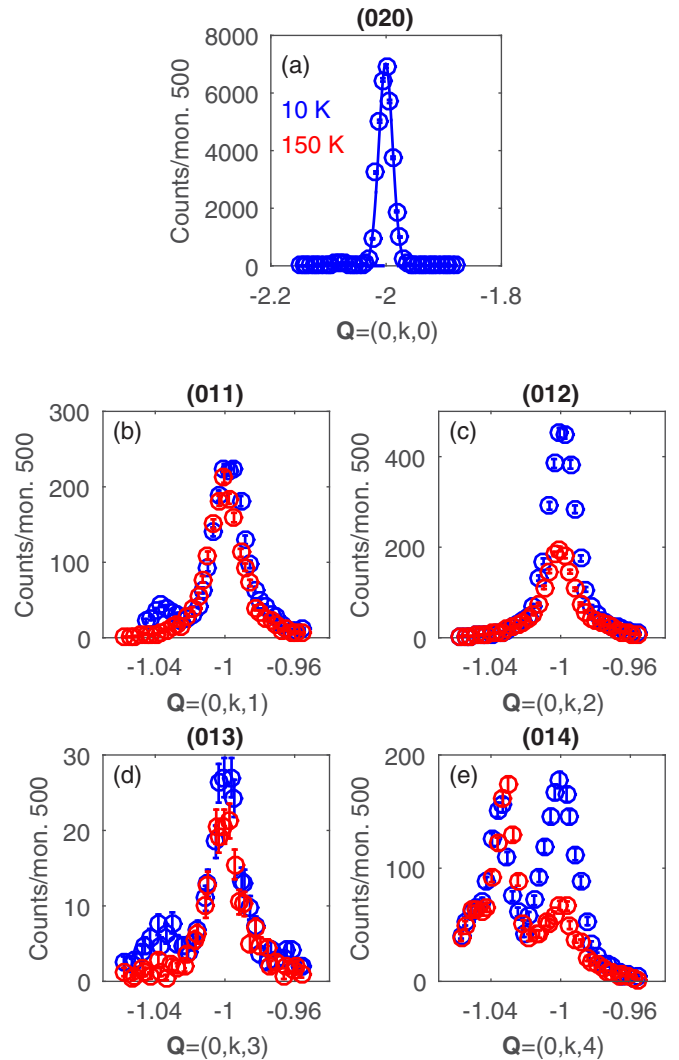 (020)
(a)
10 K
150 K
Counts/mon. 500
8000
6000
4000
2000
0
-2.2
-2
-1.8
Q=(0,k,0)
(011)
(b)
Counts/mon. 500
300
200
100
0
-1.04
-1
-0.96
Q=(0,k,1)
(012)
(c)
Counts/mon. 500
400
200
0
-1.04
-1
-0.96
Q=(0,k,2)
(013)
(d)
Counts/mon. 500
30
20
10
0
-1.04
-1
-0.96
Q=(0,k,3)
(014)
(e)
Counts/mon. 500
200
100
0
-1.04
-1
-0.96
Q=(0,k,4)